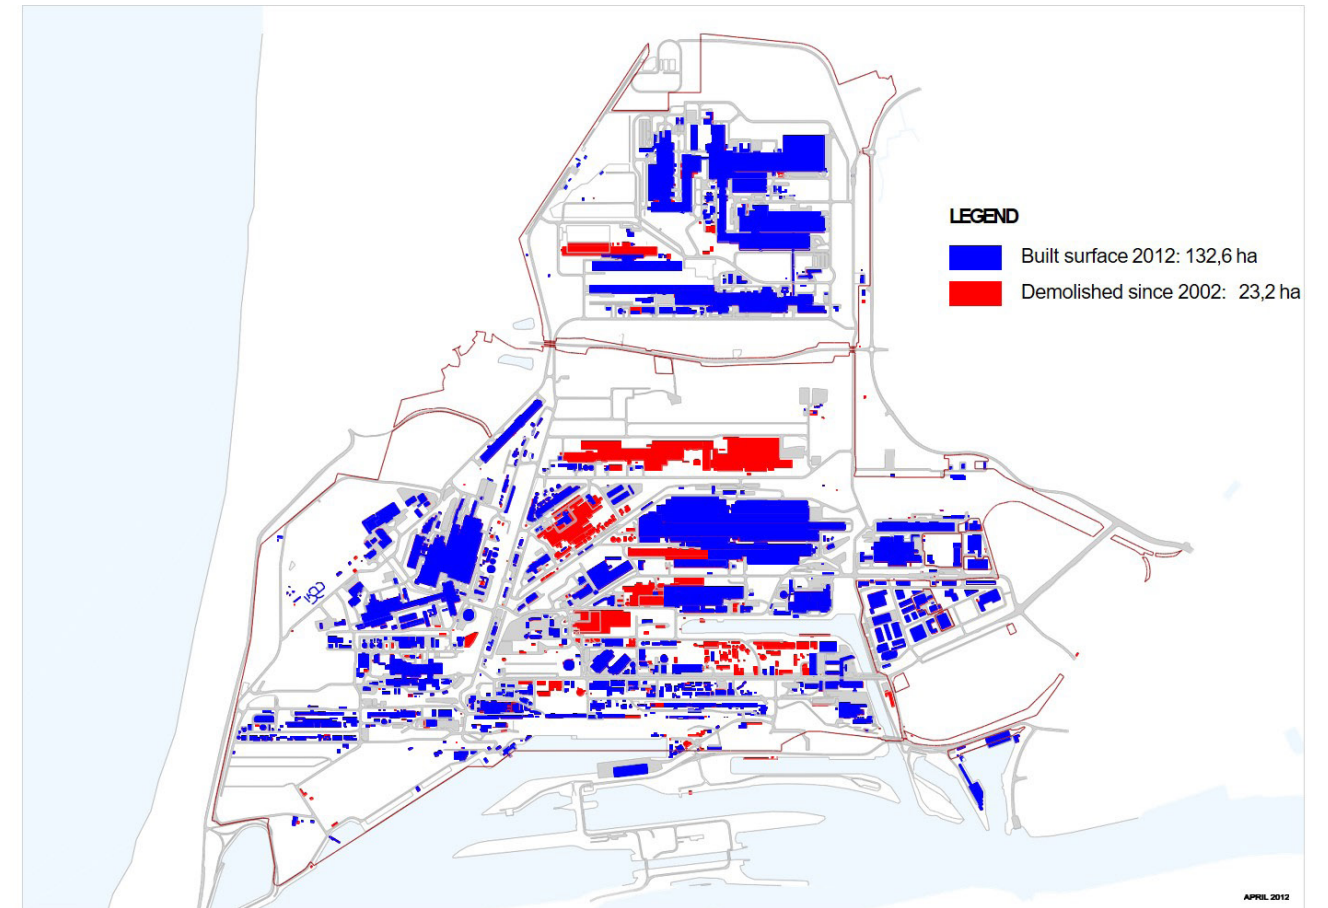 LEGEND
Built surface 2012: 132,6 ha
Demolished since 2002: 23,2 ha
APRIL 2012